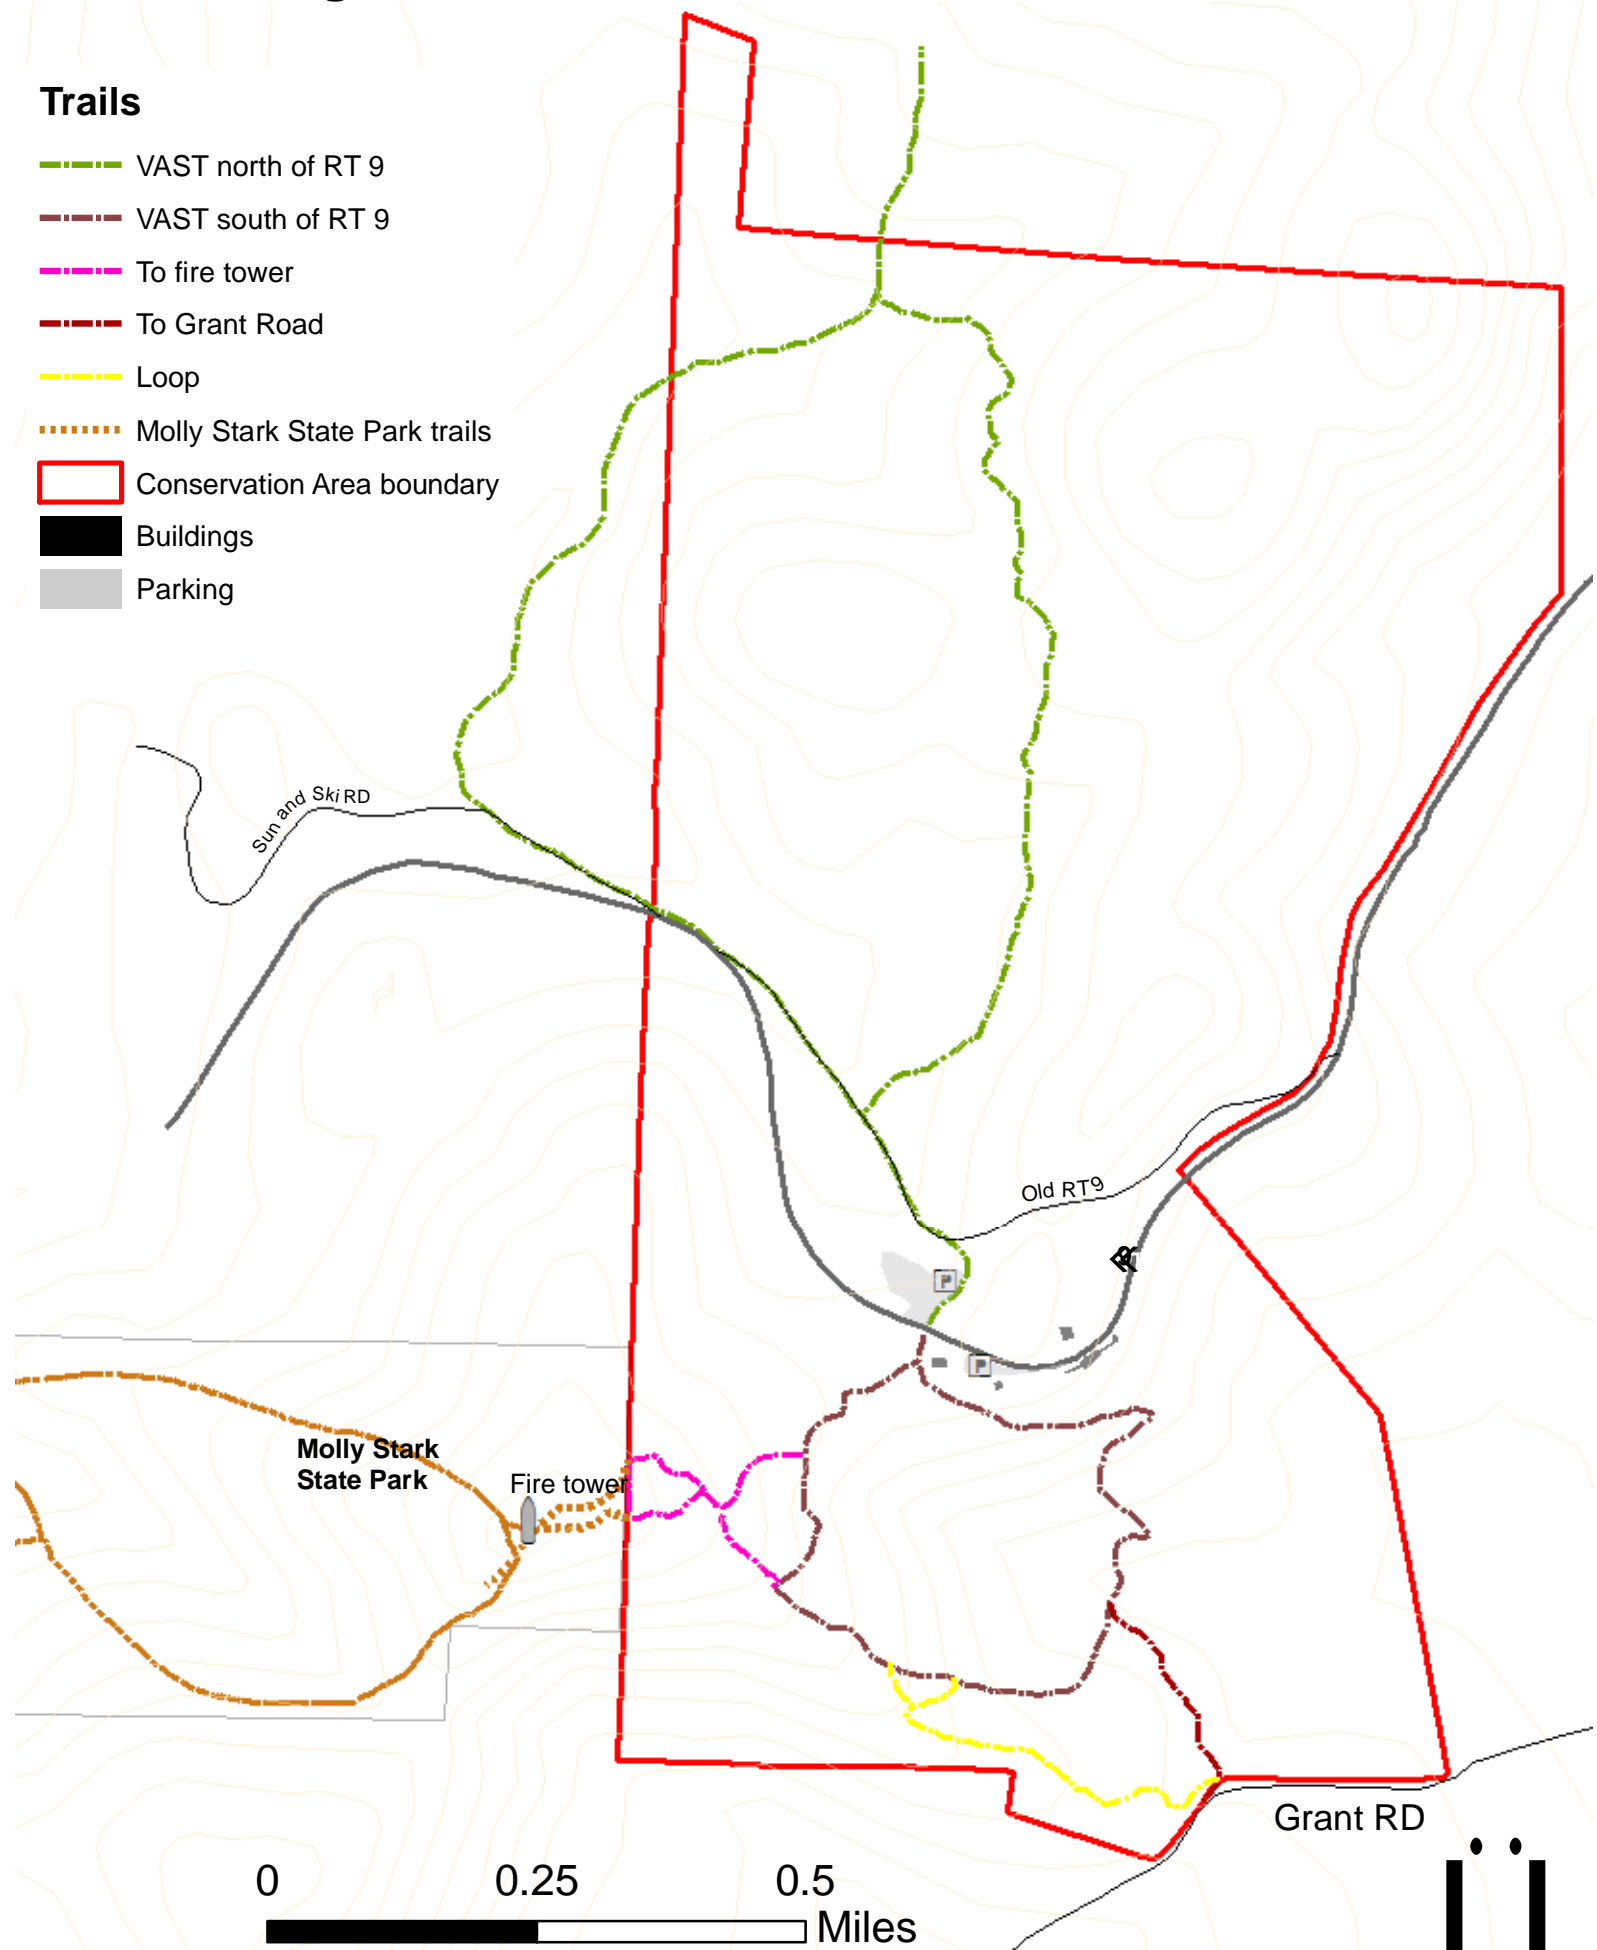 Trails
VAST north of RT 9
VAST south of RT 9
To fire tower
To Grant Road
Loop
Molly Stark State Park trails
Conservation Area boundary
Buildings
Parking
Sun and Ski RD
Old RT9
P
P
Molly Stark
State Park
Fire tower
Grant RD
0 0.25 0.5
Miles